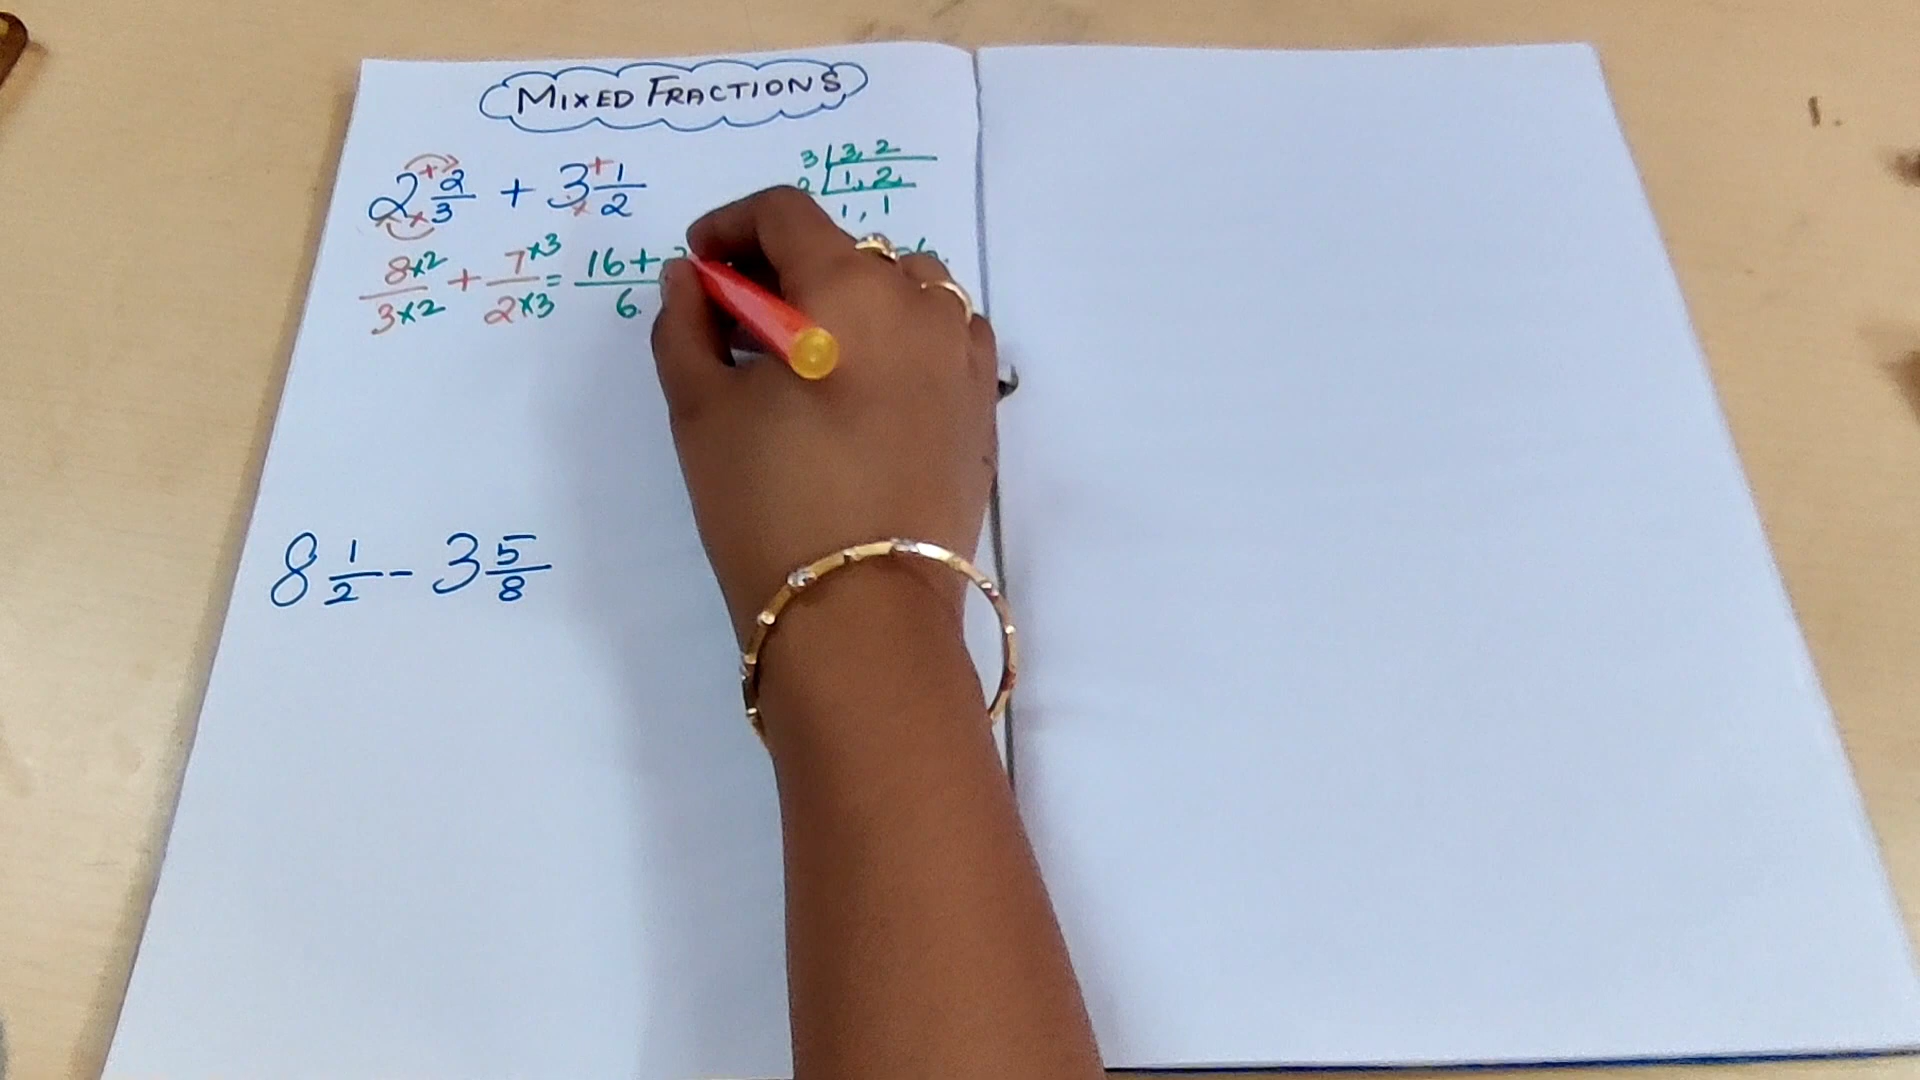 MIXED FRACTIONS
2 2/3 + 3 1/2
8×2/3×2 + 7×3/2×3 = 16+ /6.
3 | 3, 2
2 | 1, 2
1, 1
8 1/2 - 3 5/8